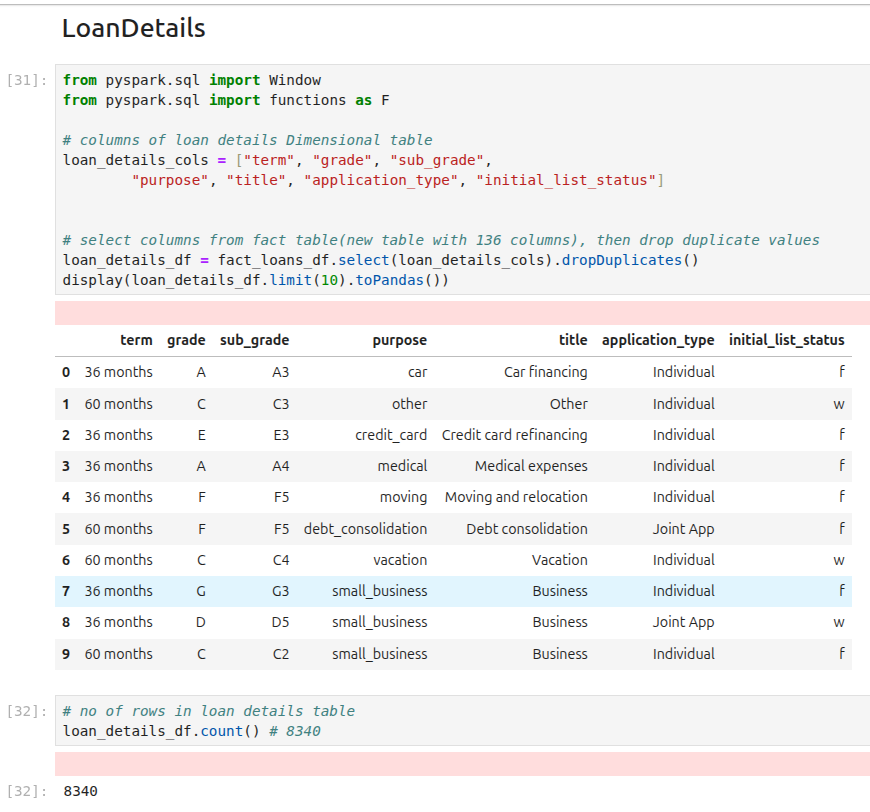 LoanDetails
[31]: from pyspark.sql import Window
from pyspark.sql import functions as F
# columns of loan details Dimensional table
loan_details_cols = ["term", "grade", "sub_grade",
"purpose", "title", "application_type", "initial_list_status"]
# select columns from fact table(new table with 136 columns), then drop duplicate values
loan_details_df = fact_loans_df.select(loan_details_cols).dropDuplicates()
display(loan_details_df.limit(10).toPandas())
term grade sub_grade purpose title application_type initial_list_status
0 36 months A A3 car Car financing Individual f
1 60 months C C3 other Other Individual w
2 36 months E E3 credit_card Credit card refinancing Individual f
3 36 months A A4 medical Medical expenses Individual f
4 36 months F F5 moving Moving and relocation Individual f
5 60 months F F5 debt_consolidation Debt consolidation Joint App f
6 60 months C C4 vacation Vacation Individual w
7 36 months G G3 small_business Business Individual f
8 36 months D D5 small_business Business Joint App w
9 60 months C C2 small_business Business Individual f
[32]: # no of rows in loan details table
loan_details_df.count() # 8340
[32]: 8340